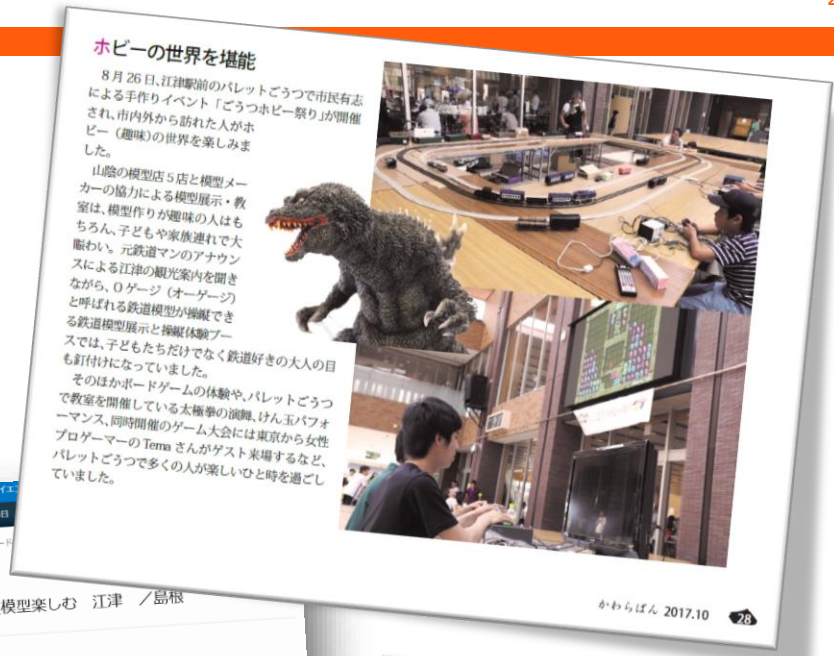 ホビーの世界を堪能
8月26日、江津駅前のパレットごうつで市民有志
による手作りイベント「ごうつホビー祭り」が開催
され、市内外から訪れた人がホ
ビー（趣味）の世界を楽しみま
した。
山陰の模型店5店と模型メー
カーの協力による模型展示・教
室は、模型作りが趣味の人はも
ちろん、子どもや家族連れで大
賑わい。元鉄道マンのアナウン
スによる江津の観光案内を聞き
ながら、Oゲージ（オーゲージ）
と呼ばれる鉄道模型が操縦でき
る鉄道模型展示と操縦体験ブー
スでは、子どもたちだけでなく鉄道好きの大人の目
も釘付けになっていました。
そのほかボードゲームの体験や、パレットごうつ
で教室を開催している太極拳の演舞、けん玉パフォ
ーマンス、同時開催のゲーム大会には東京から女性
プロゲーマーのTemaさんがゲスト来場するなど、
パレットごうつで多くの人が楽しいひと時を過ごし
ていました。
かわらばん 2017.10 28
模型楽しむ 江津 ／島根